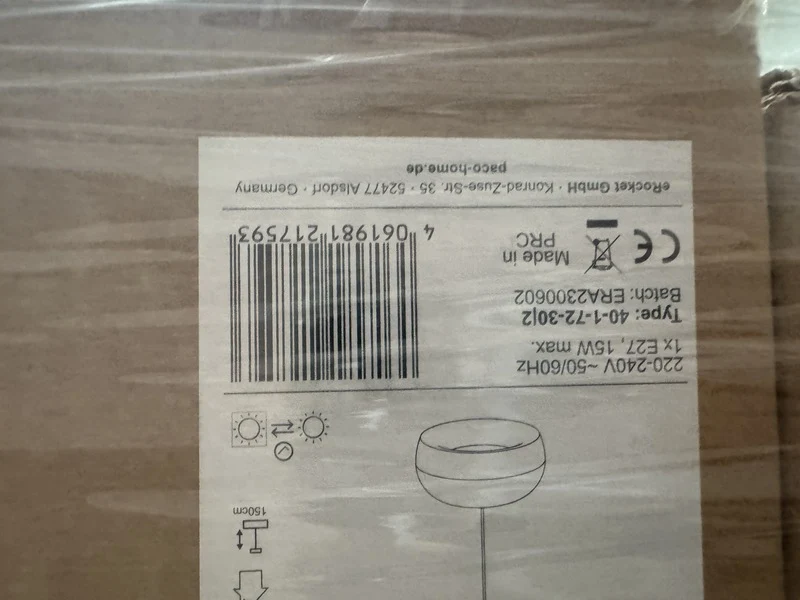 150cm
220-240V ~50/60Hz
1x E27, 15W max.
Type: 40-1-72-30|2
Batch: ERA2300602
CE
Made in
PRC
4 061981 217593
eRocket GmbH · Konrad-Zuse-Str. 35 · 52477 Alsdorf · Germany
paco-home.de